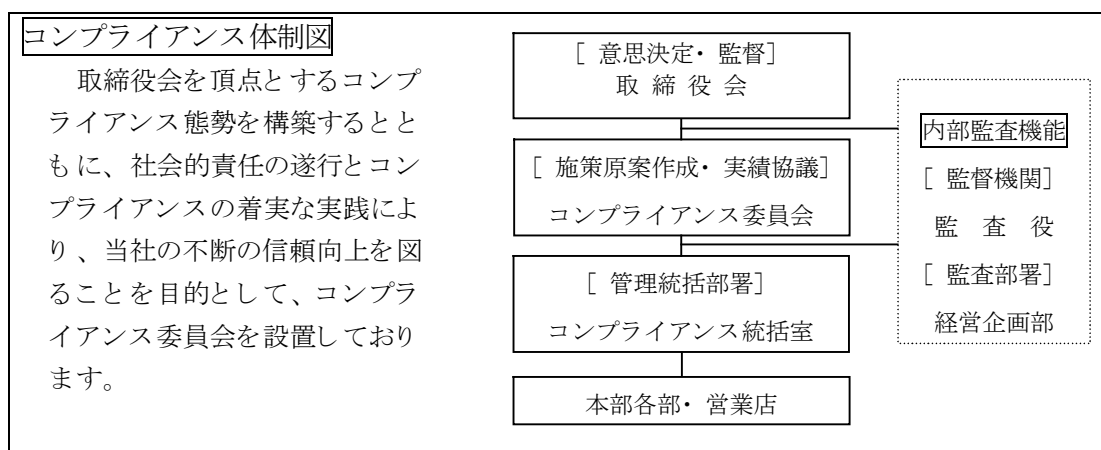 コンプライアンス体制図
取締役会を頂点とするコンプ
ライアンス態勢を構築するとと
もに、社会的責任の遂行とコン
プライアンスの着実な実践によ
り、当社の不断の信頼向上を図
ることを目的として、コンプラ
イアンス委員会を設置しており
ます。
[ 意思決定・監督]
取 締 役 会
[ 施策原案作成・実績協議]
コンプライアンス委員会
[ 管理統括部署]
コンプライアンス統括室
本部各部・営業店
内部監査機能
[ 監督機関]
監 査 役
[ 監査部署]
経営企画部